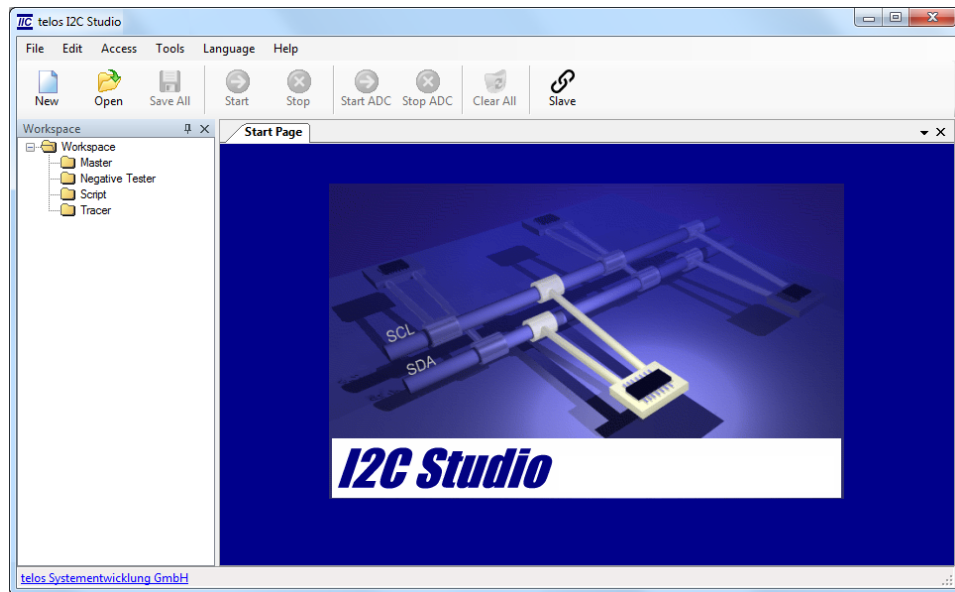 IIC telos I2C Studio
File Edit Access Tools Language Help
New Open Save All Start Stop Start ADC Stop ADC Clear All Slave
Workspace
Start Page
Workspace
Master
Negative Tester
Script
Tracer
SCL
SDA
I2C Studio
telos Systementwicklung GmbH